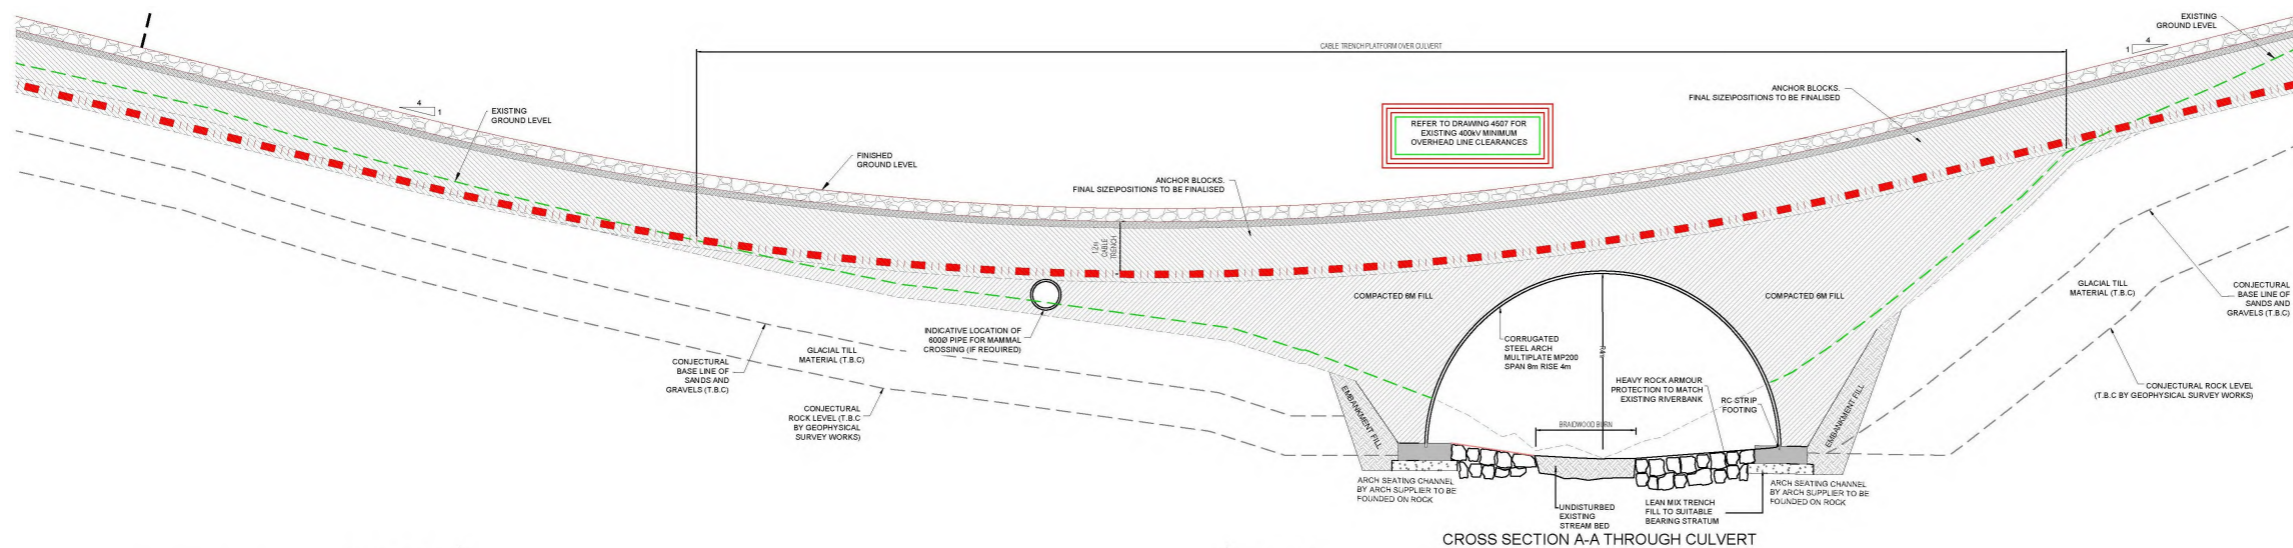 EXISTING
GROUND LEVEL
4
1
CABLE TRENCH PLATFORM OVER CULVERT
ANCHOR BLOCKS.
FINAL SIZE\POSITIONS TO BE FINALISED
4
1
EXISTING
GROUND LEVEL
REFER TO DRAWING 4507 FOR
EXISTING 400kV MINIMUM
OVERHEAD LINE CLEARANCES
FINISHED
GROUND LEVEL
ANCHOR BLOCKS.
FINAL SIZE\POSITIONS TO BE FINALISED
CABLE
TRENCH
COMPACTED 6M FILL
COMPACTED 6M FILL
GLACIAL TILL
MATERIAL (T.B.C)
CONJECTURAL
BASE LINE OF
SANDS AND
GRAVELS (T.B.C)
INDICATIVE LOCATION OF
600Ø PIPE FOR MAMMAL
CROSSING (IF REQUIRED)
GLACIAL TILL
MATERIAL (T.B.C)
CONJECTURAL
BASE LINE OF
SANDS AND
GRAVELS (T.B.C)
CORRUGATED
STEEL ARCH
MULTIPLATE MP200
SPAN 8m RISE 4m
HEAVY ROCK ARMOUR
PROTECTION TO MATCH
EXISTING RIVERBANK
RC STRIP
FOOTING
CONJECTURAL ROCK LEVEL
(T.B.C BY GEOPHYSICAL
SURVEY WORKS)
EMBANKMENT FILL
EMBANKMENT FILL
CONJECTURAL
ROCK LEVEL (T.B.C
BY GEOPHYSICAL
SURVEY WORKS)
BRAIDWOOD BURN
ARCH SEATING CHANNEL
BY ARCH SUPPLIER TO BE
FOUNDED ON ROCK
UNDISTURBED
EXISTING
STREAM BED
LEAN MIX TRENCH
FILL TO SUITABLE
BEARING STRATUM
ARCH SEATING CHANNEL
BY ARCH SUPPLIER TO BE
FOUNDED ON ROCK
CROSS SECTION A-A THROUGH CULVERT